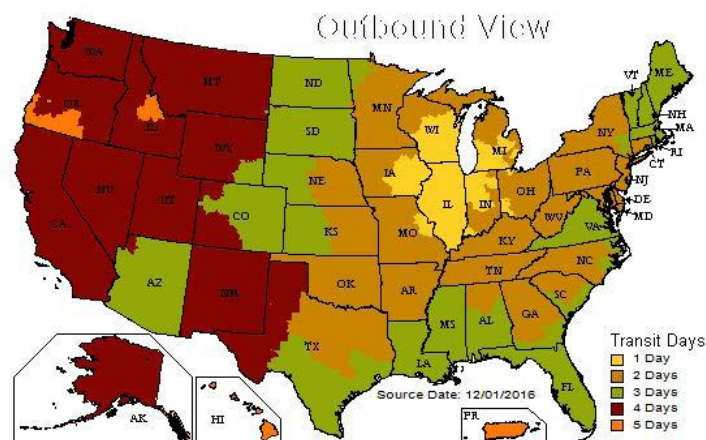 Outbound View
WA
MT
ND
MN
VT
ME
OR
ID
SD
WI
MI
NY
NH
MA
WY
RI
CT
NE
IA
PA
NJ
NV
UT
CO
IL
IN
OH
DE
MD
CA
KS
MO
WV
VA
KY
AZ
NM
OK
AR
TN
NC
SC
TX
MS
AL
GA
LA
FL
AK
HI
PR
Source Date: 12/01/2016
Transit Days
1 Day
2 Days
3 Days
4 Days
5 Days